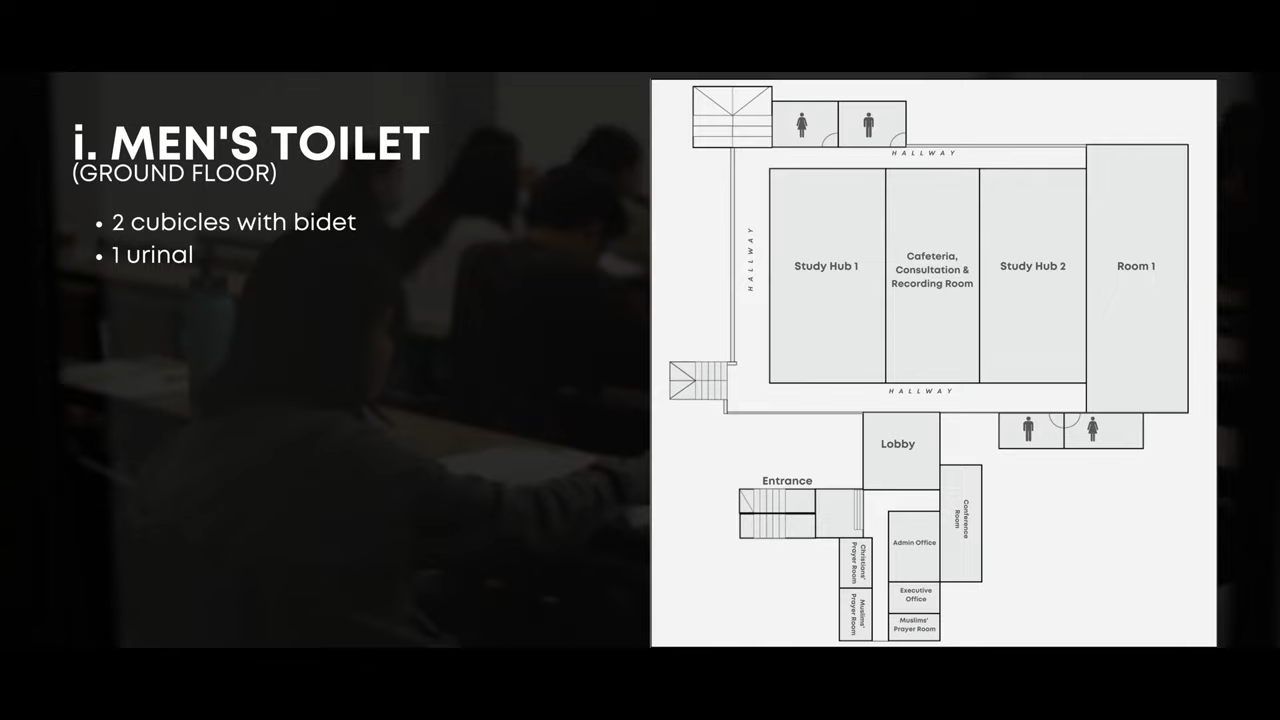 i. MEN'S TOILET
(GROUND FLOOR)
• 2 cubicles with bidet
• 1 urinal
HALLWAY
HALLWAY
Study Hub 1
Cafeteria,
Consultation &
Recording Room
Study Hub 2
Room 1
HALLWAY
Lobby
Entrance
Conference
Room
Admin Office
Christians'
Prayer Room
Executive
Office
Muslims'
Prayer Room
Muslims'
Prayer Room